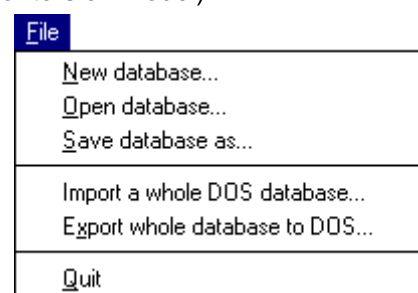 File
New database...
Open database...
Save database as...
Import a whole DOS database...
Export whole database to DOS...
Quit